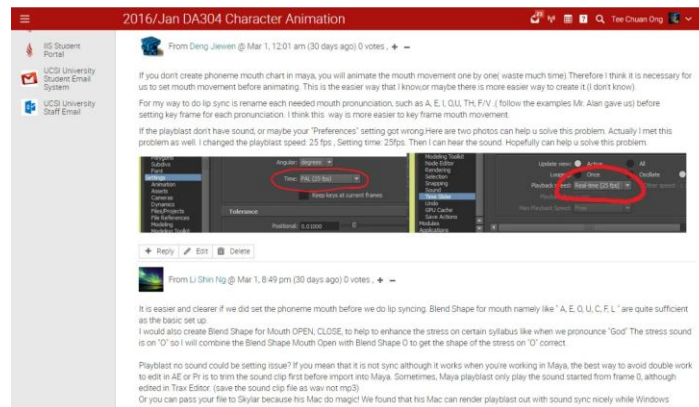 2016/Jan DA304 Character Animation
Tee Chuan Ong
IIS Student
Portal
UCSI University
Student Email
System
UCSI University
Staff Email
From Deng Jiewen @ Mar 1, 12:01 am (30 days ago) 0 votes ,
If you don't create phoneme mouth chart in maya, you will animate the mouth movement one by one( waste much time).Therefore I think it is necessary for
us to set mouth movement before animating. This is the easier way that I know,or maybe there is more easier way to create it.(I don't know).
For my way to do lip sync is rename each needed mouth pronunciation, such as A, E, I ,O,U, TH, F/V .( follow the examples Mr. Alan gave us) before
setting key frame for each pronunciation. I think this way is more easier to key frame mouth movement.
If the playblast don't have sound, or maybe your "Preferences" setting got wrong.Here are two photos can help u solve this problem. Actually I met this
problem as well. I changed the playblast speed: 25 fps , Setting time: 25fps. Then I can hear the sound. Hopefully can help u solve this problem.
Polygons
Subdivs
Font
Settings
Animation
Assets
Cameras
Dynamics
Files/Projects
File References
Modeling
Modeling Toolkit
Angular: degrees
Time: PAL (25 fps)
Keep keys at current frames
Tolerance
Positional: 0.01000
Modeling Toolkit
Node Editor
Rendering
Selection
Snapping
Sound
Time Slider
Undo
GPU Cache
Save Actions
Modules
Applications
Update view: Active All
Once Oscillate
Playback speed: Real-time [25 fps]
Reply Edit Delete
From Li Shin Ng @ Mar 1, 8:49 pm (30 days ago) 0 votes ,
It is easier and clearer if we did set the phoneme mouth before we do lip syncing. Blend Shape for mouth namely like " A, E, O, U, C, F, L " are quite sufficient
as the basic set up.
I would also create Blend Shape for Mouth OPEN, CLOSE, to help to enhance the stress on certain syllabus like when we pronounce "God" The stress sound
is on "O" so I will combine the Blend Shape Mouth Open with Blend Shape O to get the shape of the stress on "O" correct.
Playblast no sound could be setting issue? If you mean that it is not sync although it works when you're working in Maya, the best way to avoid double work
to edit in AE or Pr is to trim the sound clip first before import into Maya. Sometimes, Maya playblast only play the sound started from frame 0, although
edited in Trax Editor. (save the sound clip file as wav not mp3)
Or you can pass your file to Skylar because his Mac do magic! We found that his Mac can render playblast out with sound sync nicely while Windows